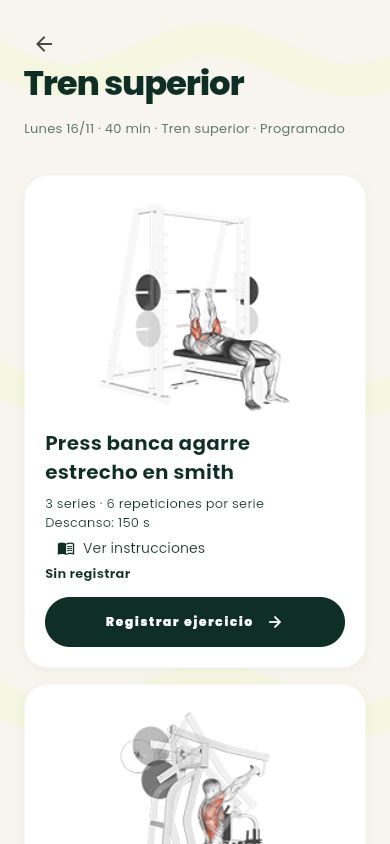 Tren superior
Lunes 16/11 · 40 min · Tren superior · Programado
Press banca agarre
estrecho en smith
3 series · 6 repeticiones por serie
Descanso: 150 s
Ver instrucciones
Sin registrar
Registrar ejercicio